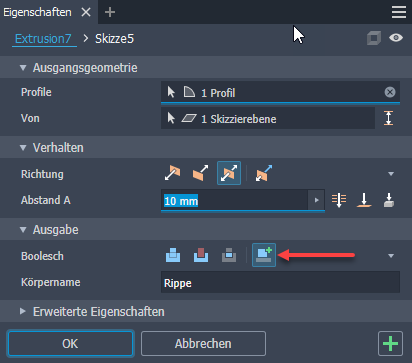 Eigenschaften
Extrusion7 > Skizze5
Ausgangsgeometrie
Profile 1 Profil
Von 1 Skizzierebene
Verhalten
Richtung
Abstand A 10 mm
Ausgabe
Boolesch
Körpername Rippe
Erweiterte Eigenschaften
OK Abbrechen